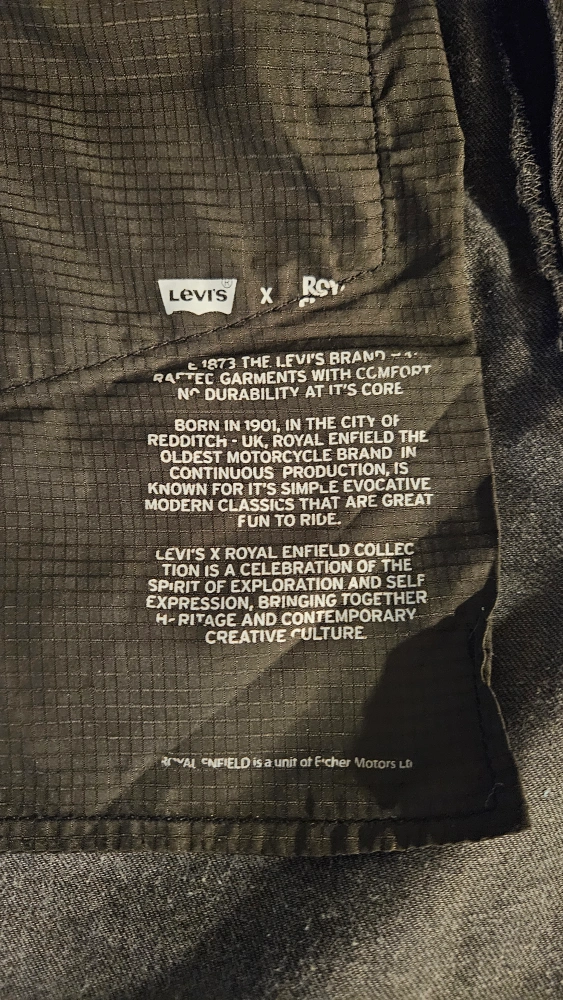 Levi's® X
1873 THE LEVI'S BRAND
GARMENTS WITH COMFORT
DURABILITY AT IT'S CORE
BORN IN 1901, IN THE CITY OF
REDDITCH - UK, ROYAL ENFIELD THE
OLDEST MOTORCYCLE BRAND IN
CONTINUOUS PRODUCTION, IS
KNOWN FOR IT'S SIMPLE EVOCATIVE
MODERN CLASSICS THAT ARE GREAT
FUN TO RIDE.
LEVI'S X ROYAL ENFIELD COLLEC
TION IS A CELEBRATION OF THE
SPIRIT OF EXPLORATION AND SELF
EXPRESSION, BRINGING TOGETHER
HERITAGE AND CONTEMPORARY
CREATIVE CULTURE.
ROYAL ENFIELD is a unit of Eicher Motors